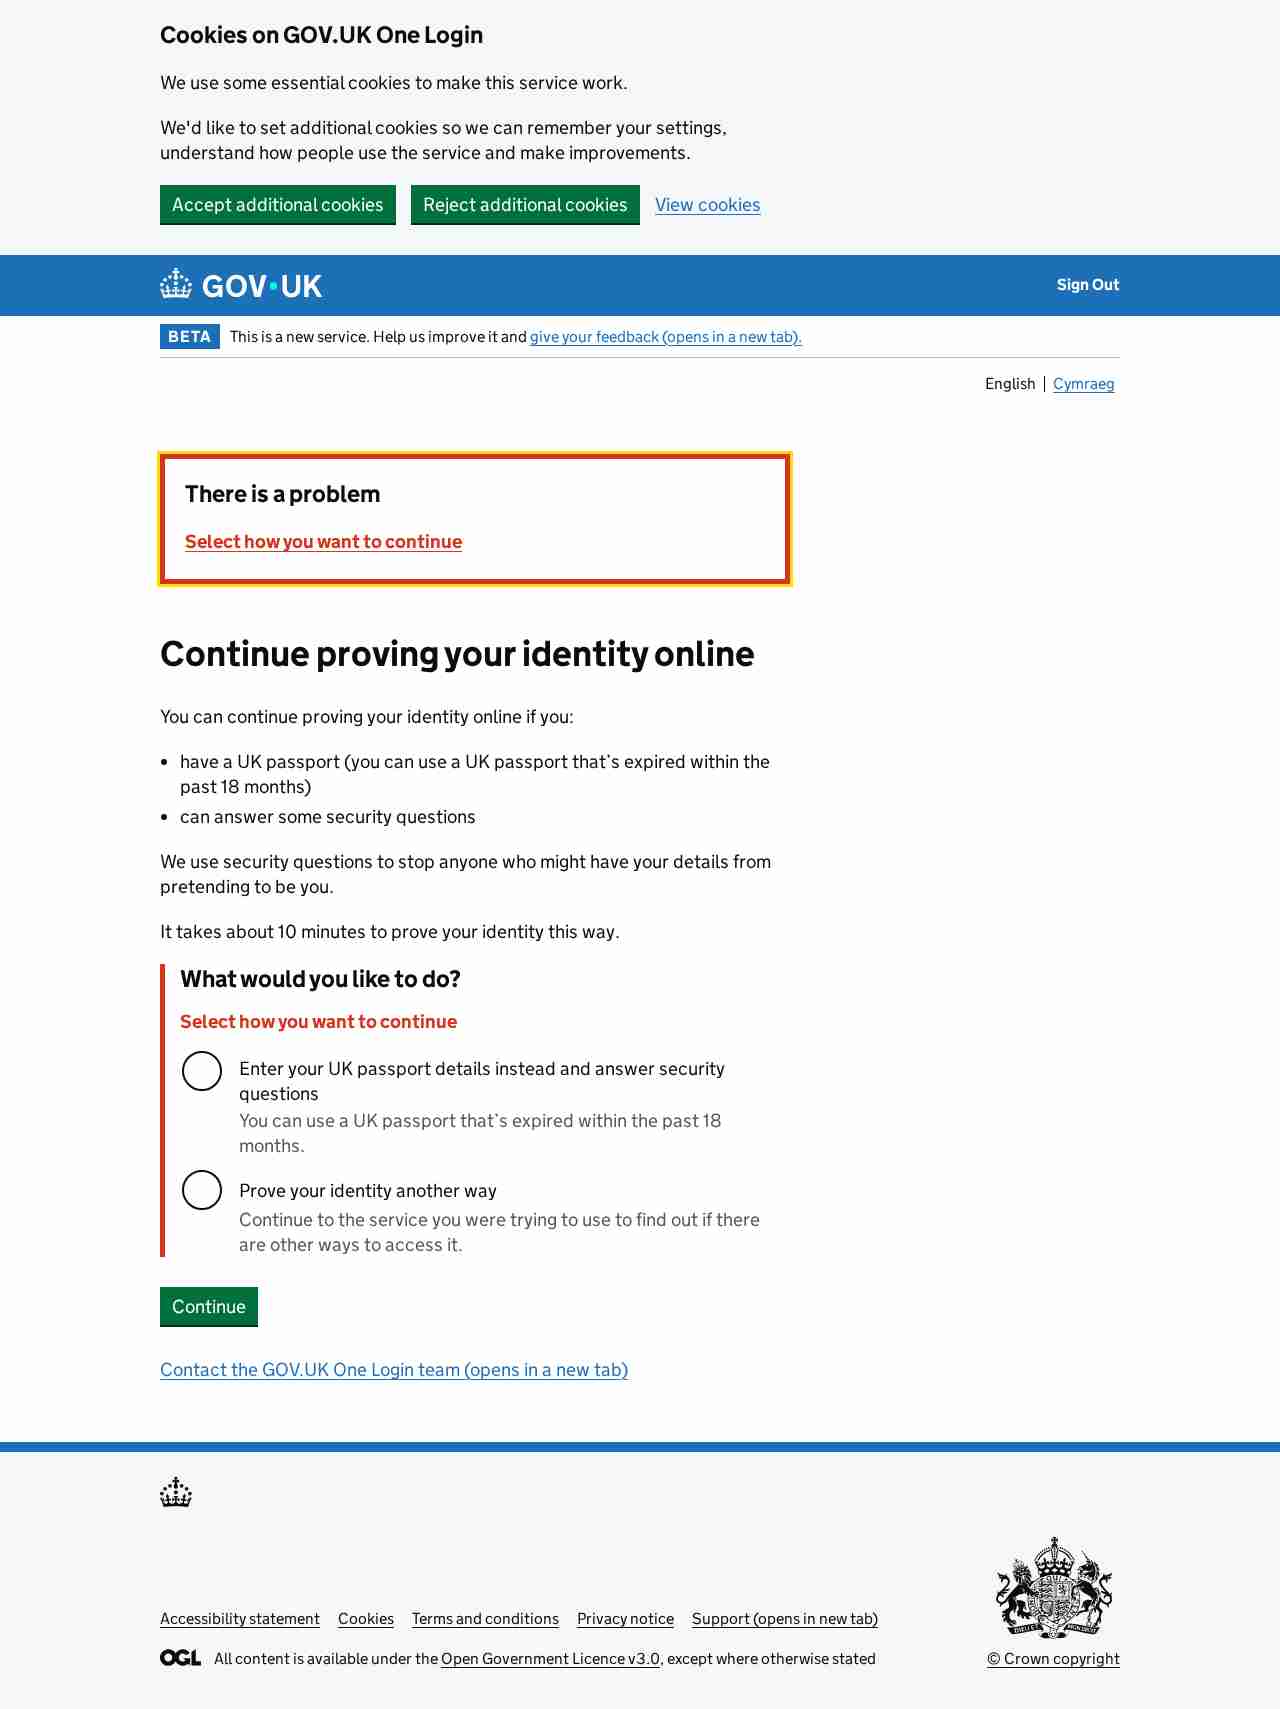 Cookies on GOV.UK One Login
We use some essential cookies to make this service work.
We'd like to set additional cookies so we can remember your settings,
understand how people use the service and make improvements.
Accept additional cookies
Reject additional cookies
View cookies
GOV·UK
Sign Out
BETA
This is a new service. Help us improve it and give your feedback (opens in a new tab).
English
Cymraeg
There is a problem
Select how you want to continue
Continue proving your identity online
You can continue proving your identity online if you:
• have a UK passport (you can use a UK passport that’s expired within the
past 18 months)
• can answer some security questions
We use security questions to stop anyone who might have your details from
pretending to be you.
It takes about 10 minutes to prove your identity this way.
What would you like to do?
Select how you want to continue
Enter your UK passport details instead and answer security
questions
You can use a UK passport that’s expired within the past 18
months.
Prove your identity another way
Continue to the service you were trying to use to find out if there
are other ways to access it.
Continue
Contact the GOV.UK One Login team (opens in a new tab)
Accessibility statement
Cookies
Terms and conditions
Privacy notice
Support (opens in new tab)
OGL
All content is available under the Open Government Licence v3.0, except where otherwise stated
© Crown copyright